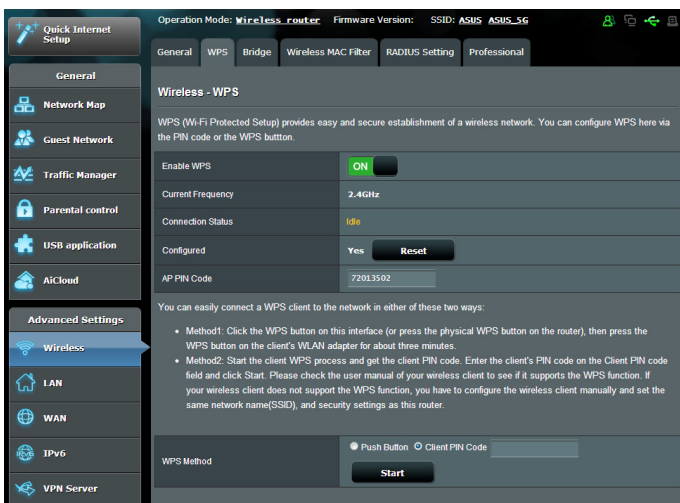 Quick Internet
Setup
Operation Mode: Wireless router Firmware Version: SSID: ASUS ASUS_5G
General WPS Bridge Wireless MAC Filter RADIUS Setting Professional
General
Network Map
Guest Network
Traffic Manager
Parental control
USB application
AiCloud
Advanced Settings
Wireless
LAN
WAN
IPv6
VPN Server
Wireless - WPS
WPS (Wi-Fi Protected Setup) provides easy and secure establishment of a wireless network. You can configure WPS here via
the PIN code or the WPS buttton.
Enable WPS ON
Current Frequency 2.4GHz
Connection Status Idle
Configured Yes Reset
AP PIN Code 72013502
You can easily connect a WPS client to the network in either of these two ways:
• Method1: Click the WPS button on this interface (or press the physical WPS button on the router), then press the
WPS button on the client's WLAN adapter for about three minutes.
• Method2: Start the client WPS process and get the client PIN code. Enter the client's PIN code on the Client PIN code
field and click Start. Please check the user manual of your wireless client to see if it supports the WPS function. If
your wireless client does not support the WPS function, you have to configure the wireless client manually and set the
same network name(SSID), and security settings as this router.
WPS Method Push Button Client PIN Code
Start